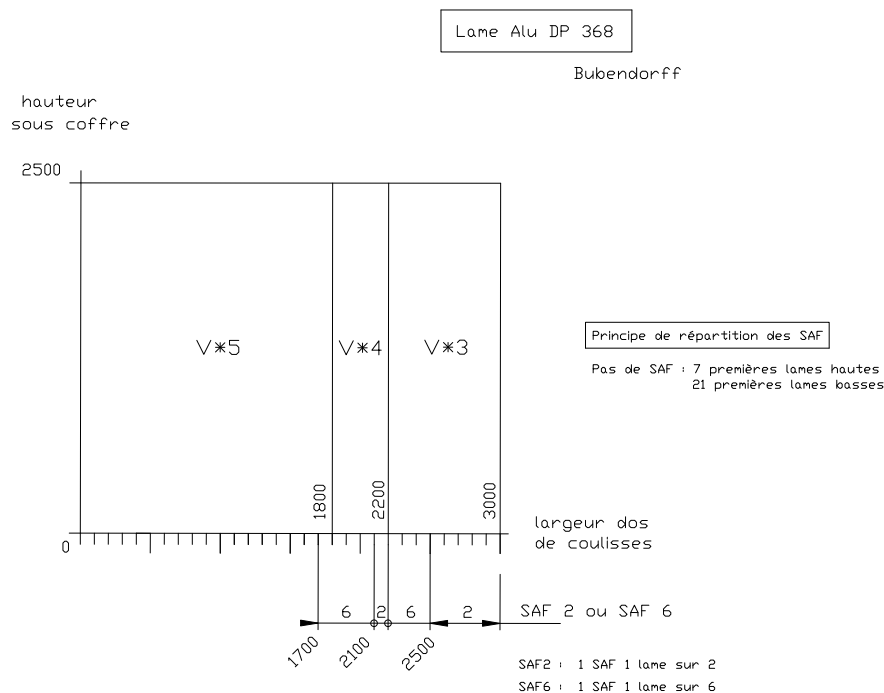 Lame Alu DP 368
Bubendorff
hauteur
sous coffre
2500
V*5
V*4
V*3
Principe de répartition des SAF
Pas de SAF : 7 premières lames hautes
21 premières lames basses
1800
2200
3000
0
largeur dos
de coulisses
6
2
6
2
SAF 2 ou SAF 6
1700
2100
2500
SAF2 : 1 SAF 1 lame sur 2
SAF6 : 1 SAF 1 lame sur 6